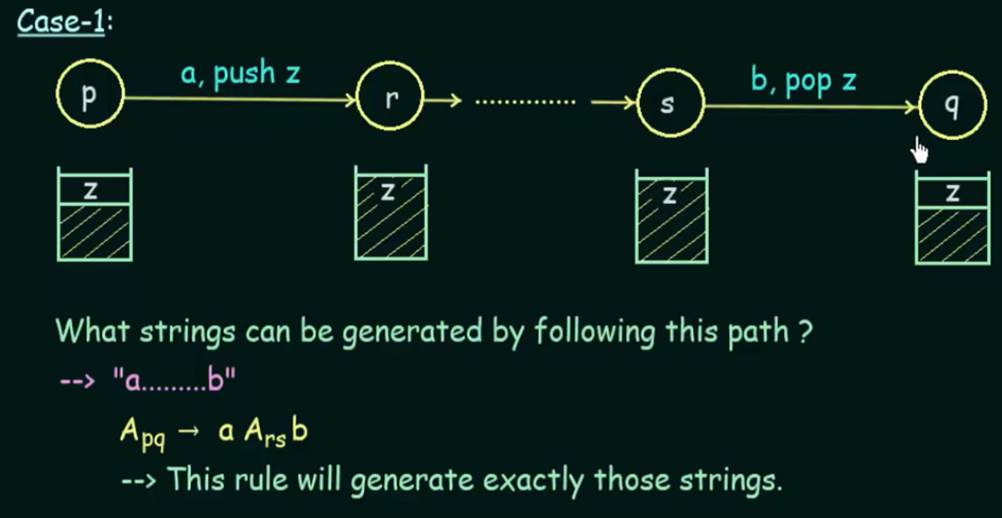 Case-1:
a, push z
b, pop z
p
r
s
q
z
z
z
z
What strings can be generated by following this path ?
--> "a.........b"
Apq → a Ars b
--> This rule will generate exactly those strings.